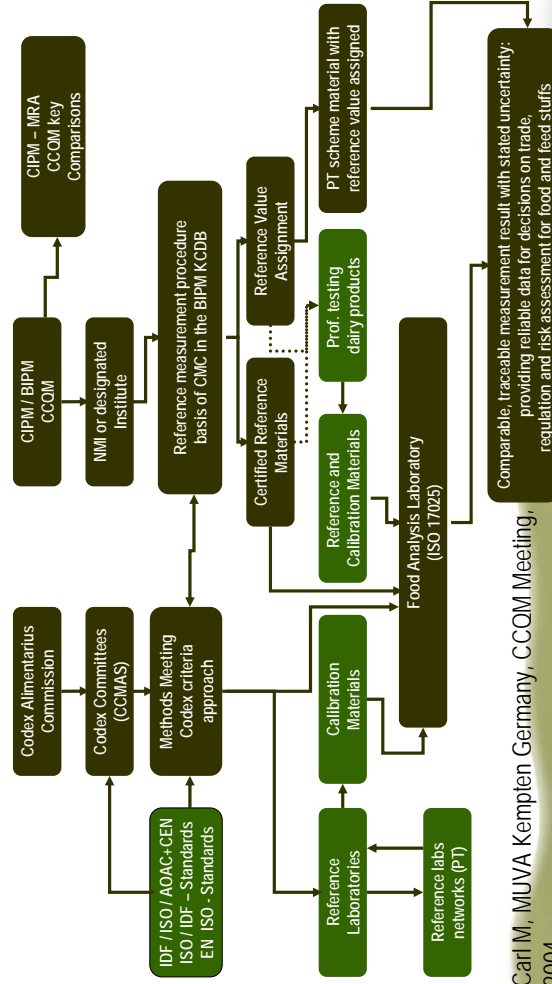 Codex Alimentarius
Commission
CIPM / BIPM
CCQM
CIPM – MRA
CCQM key
Comparisons
IDF / ISO / AOAC+CEN
ISO / IDF – Standards
EN ISO - Standards
Codex Committees
(CCMAS)
NMI or designated
Institute
Methods Meeting
Codex criteria
approach
Reference measurement procedure
basis of CMC in the BIPM KCDB
Certified Reference
Materials
Reference Value
Assignment
Reference
Laboratories
Calibration
Materials
Reference and
Calibration Materials
Prof. testing
dairy products
PT scheme material with
reference value assigned
Reference labs
networks (PT)
Food Analysis Laboratory
(ISO 17025)
Comparable, traceable measurement result with stated uncertainty:
providing reliable data for decisions on trade,
regulation and risk assessment for food and feed stuffs
Carl M, MUVA Kempten Germany, CCQM Meeting,
2004